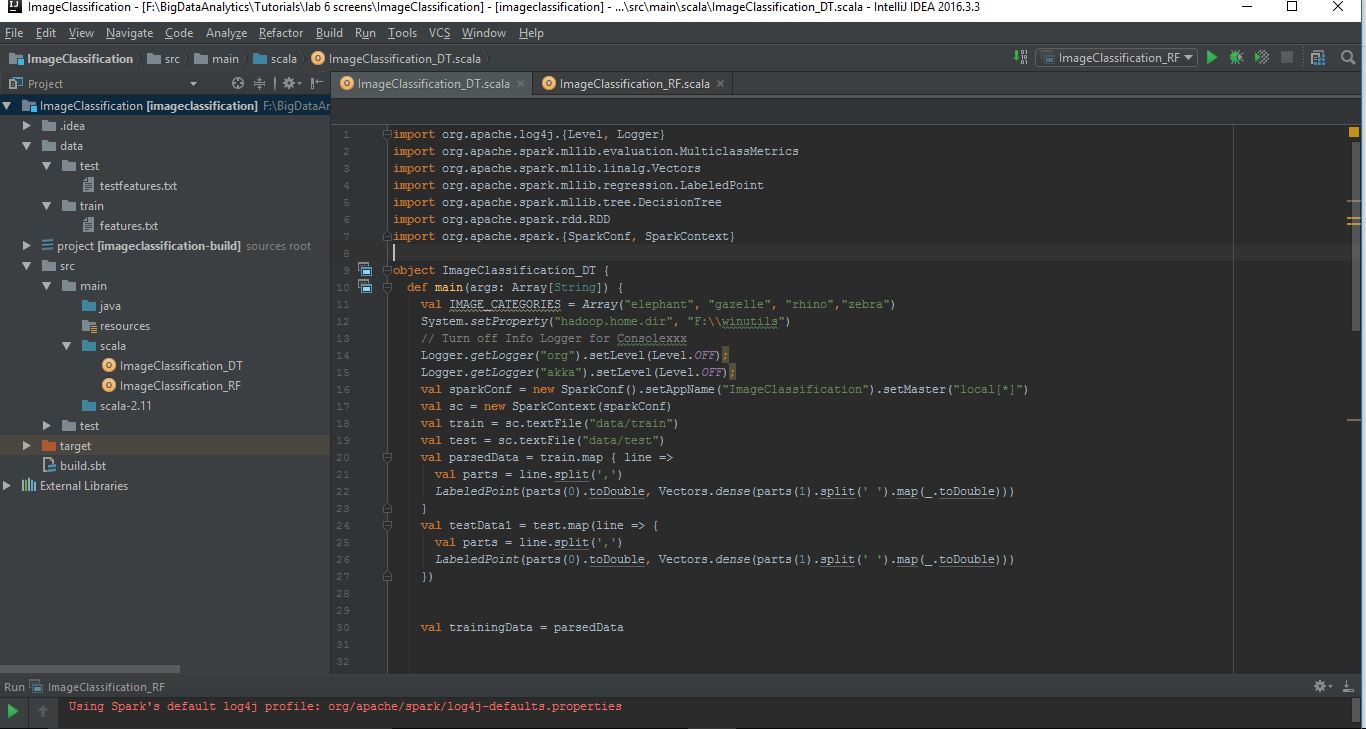 ImageClassification - [F:\BigDataAnalytics\Tutorials\lab 6 screens\ImageClassification] - [imageclassification] - ...\src\main\scala\ImageClassification_DT.scala - IntelliJ IDEA 2016.3.3
File Edit View Navigate Code Analyze Refactor Build Run Tools VCS Window Help
ImageClassification src main scala ImageClassification_DT.scala
ImageClassification_RF
Project
ImageClassification_DT.scala ImageClassification_RF.scala
ImageClassification [imageclassification] F:\BigDataAr
.idea
data
test
testfeatures.txt
train
features.txt
project [imageclassification-build] sources root
src
main
java
resources
scala
ImageClassification_DT
ImageClassification_RF
scala-2.11
test
target
build.sbt
External Libraries
1 import org.apache.log4j.{Level, Logger}
2 import org.apache.spark.mllib.evaluation.MulticlassMetrics
3 import org.apache.spark.mllib.linalg.Vectors
4 import org.apache.spark.mllib.regression.LabeledPoint
5 import org.apache.spark.mllib.tree.DecisionTree
6 import org.apache.spark.rdd.RDD
7 import org.apache.spark.{SparkConf, SparkContext}
8
9 object ImageClassification_DT {
10 def main(args: Array[String]) {
11 val IMAGE_CATEGORIES = Array("elephant", "gazelle", "rhino","zebra")
12 System.setProperty("hadoop.home.dir", "F:\\winutils")
13 // Turn off Info Logger for Consolexxx
14 Logger.getLogger("org").setLevel(Level.OFF);
15 Logger.getLogger("akka").setLevel(Level.OFF);
16 val sparkConf = new SparkConf().setAppName("ImageClassification").setMaster("local[*]")
17 val sc = new SparkContext(sparkConf)
18 val train = sc.textFile("data/train")
19 val test = sc.textFile("data/test")
20 val parsedData = train.map { line =>
21 val parts = line.split(',')
22 LabeledPoint(parts(0).toDouble, Vectors.dense(parts(1).split(' ').map(_.toDouble)))
23 }
24 val testData1 = test.map(line => {
25 val parts = line.split(',')
26 LabeledPoint(parts(0).toDouble, Vectors.dense(parts(1).split(' ').map(_.toDouble)))
27 })
28
29
30 val trainingData = parsedData
31
32
Run ImageClassification_RF
Using Spark's default log4j profile: org/apache/spark/log4j-defaults.properties